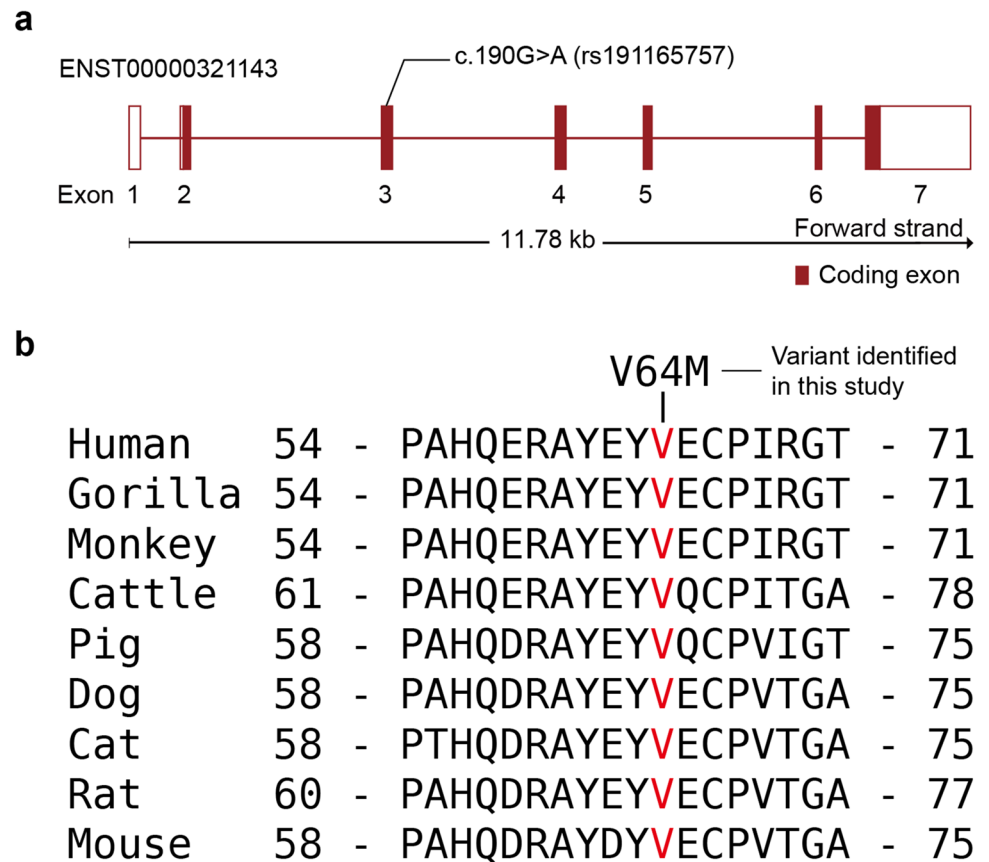 a
c.190G>A (rs191165757)
ENST00000321143
Exon 1 2 3 4 5 6 7
Forward strand
11.78 kb
Coding exon
b
V64M
Variant identified
in this study
Human 54 - PAHQERAYEYVECPIRGT - 71
Gorilla 54 - PAHQERAYEYVECPIRGT - 71
Monkey 54 - PAHQERAYEYVECPIRGT - 71
Cattle 61 - PAHQERAYEYVQCPITGA - 78
Pig 58 - PAHQDRAYEYVQCPVIGT - 75
Dog 58 - PAHQDRAYEYVECPVTGA - 75
Cat 58 - PTHQDRAYEYVECPVTGA - 75
Rat 60 - PAHQDRAYEYVECPVTGA - 77
Mouse 58 - PAHQDRAYDYVECPVTGA - 75